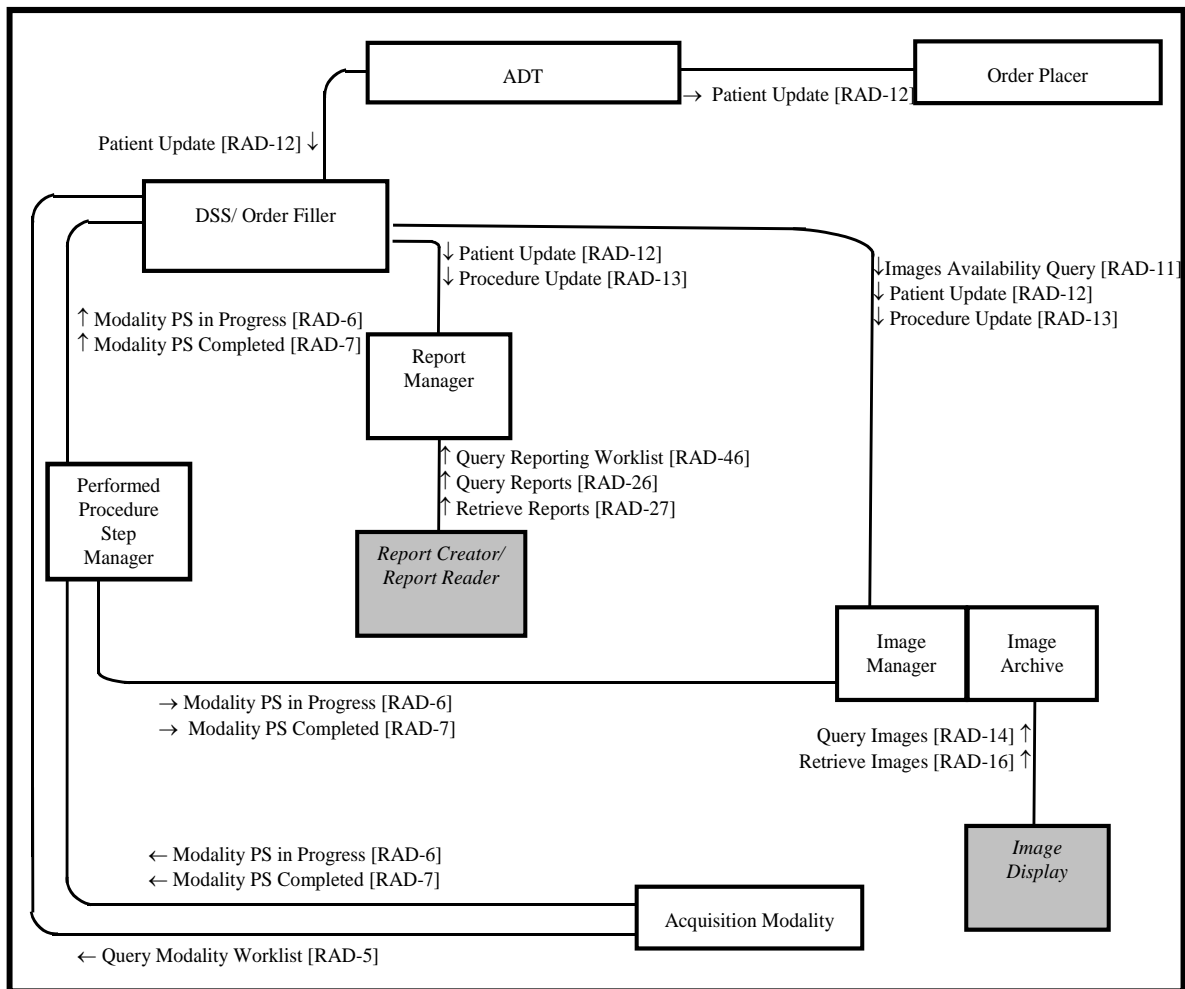 ADT
Order Placer
→ Patient Update [RAD-12]
Patient Update [RAD-12] ↓
DSS/ Order Filler
↓ Patient Update [RAD-12]
↓ Procedure Update [RAD-13]
↓Images Availability Query [RAD-11]
↓ Patient Update [RAD-12]
↓ Procedure Update [RAD-13]
↑ Modality PS in Progress [RAD-6]
↑ Modality PS Completed [RAD-7]
Report
Manager
↑ Query Reporting Worklist [RAD-46]
↑ Query Reports [RAD-26]
↑ Retrieve Reports [RAD-27]
Performed
Procedure
Step
Manager
Report Creator/
Report Reader
Image
Manager
Image
Archive
→ Modality PS in Progress [RAD-6]
→ Modality PS Completed [RAD-7]
Query Images [RAD-14] ↑
Retrieve Images [RAD-16] ↑
Image
Display
← Modality PS in Progress [RAD-6]
← Modality PS Completed [RAD-7]
Acquisition Modality
← Query Modality Worklist [RAD-5]